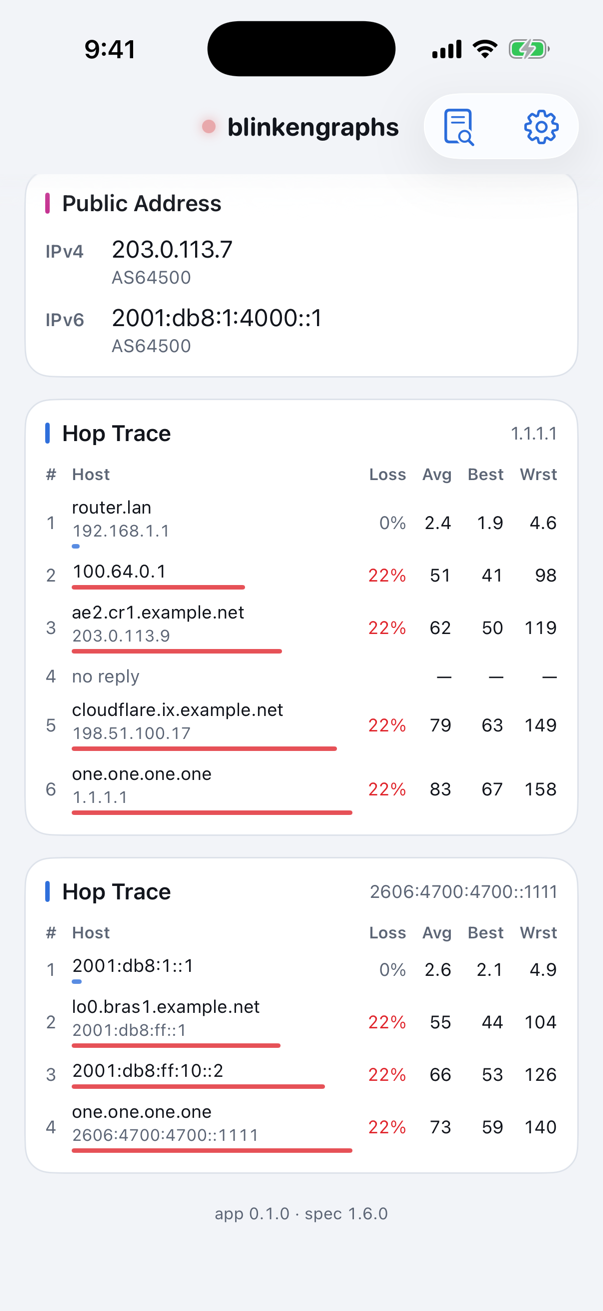 9:41
blinkengraphs
Public Address
IPv4 203.0.113.7
AS64500
IPv6 2001:db8:1:4000::1
AS64500
Hop Trace 1.1.1.1
# Host Loss Avg Best Wrst
router.lan
1 192.168.1.1 0% 2.4 1.9 4.6
2 100.64.0.1 22% 51 41 98
ae2.cr1.example.net
3 203.0.113.9 22% 62 50 119
4 no reply — — —
cloudflare.ix.example.net
5 198.51.100.17 22% 79 63 149
one.one.one.one
6 1.1.1.1 22% 83 67 158
Hop Trace 2606:4700:4700::1111
# Host Loss Avg Best Wrst
1 2001:db8:1::1 0% 2.6 2.1 4.9
lo0.bras1.example.net
2 2001:db8:ff::1 22% 55 44 104
3 2001:db8:ff:10::2 22% 66 53 126
one.one.one.one
4 2606:4700:4700::1111 22% 73 59 140
app 0.1.0 · spec 1.6.0